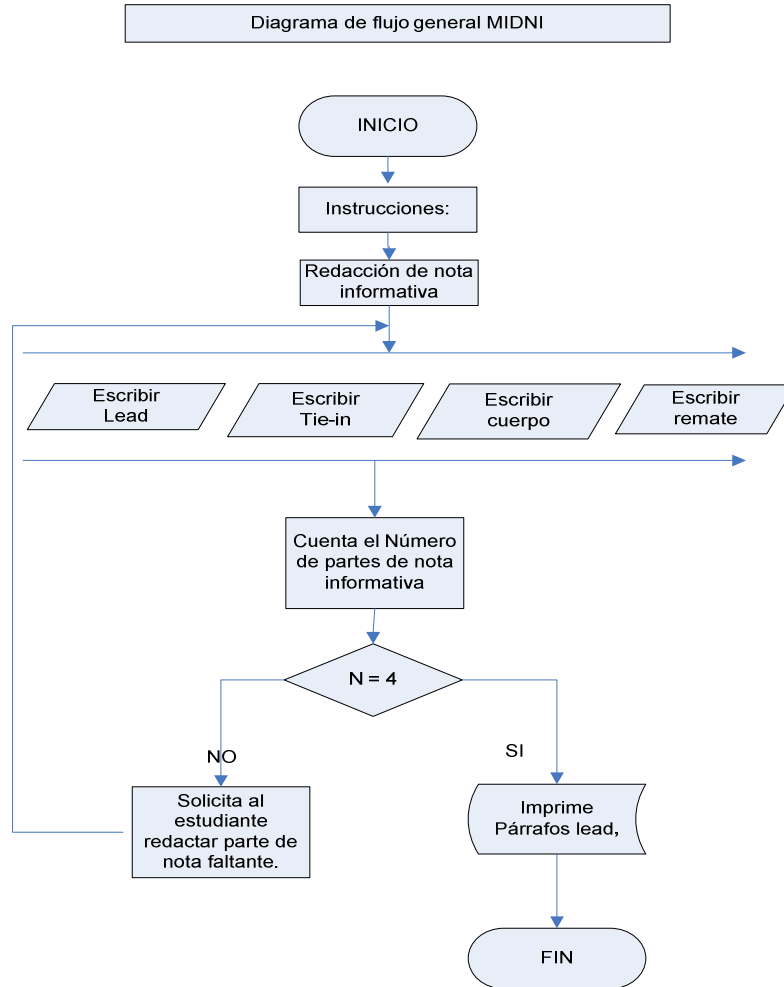 Diagrama de flujo general MIDNI
INICIO
Instrucciones:
Redacción de nota
informativa
Escribir
Lead
Escribir
Tie-in
Escribir
cuerpo
Escribir
remate
Cuenta el Número
de partes de nota
informativa
N = 4
NO
SI
Solicita al
estudiante
redactar parte de
nota faltante.
Imprime
Párrafos lead,
FIN